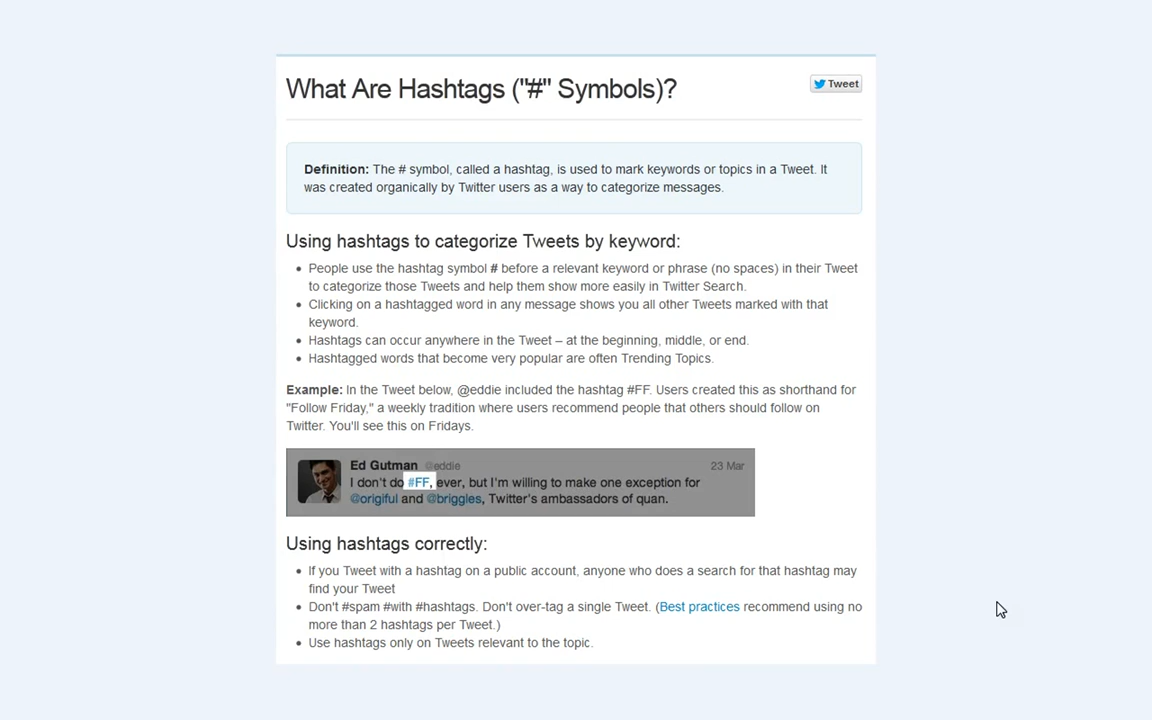 What Are Hashtags ("#" Symbols)?
Tweet
Definition: The # symbol, called a hashtag, is used to mark keywords or topics in a Tweet. It
was created organically by Twitter users as a way to categorize messages.
Using hashtags to categorize Tweets by keyword:
People use the hashtag symbol # before a relevant keyword or phrase (no spaces) in their Tweet
to categorize those Tweets and help them show more easily in Twitter Search.
Clicking on a hashtagged word in any message shows you all other Tweets marked with that
keyword.
Hashtags can occur anywhere in the Tweet – at the beginning, middle, or end.
Hashtagged words that become very popular are often Trending Topics.
Example: In the Tweet below, @eddie included the hashtag #FF. Users created this as shorthand for
"Follow Friday," a weekly tradition where users recommend people that others should follow on
Twitter. You'll see this on Fridays.
Ed Gutman @eddie 23 Mar
I don't do #FF, ever, but I'm willing to make one exception for
@origiful and @briggles, Twitter's ambassadors of quan.
Using hashtags correctly:
If you Tweet with a hashtag on a public account, anyone who does a search for that hashtag may
find your Tweet
Don't #spam #with #hashtags. Don't over-tag a single Tweet. (Best practices recommend using no
more than 2 hashtags per Tweet.)
Use hashtags only on Tweets relevant to the topic.